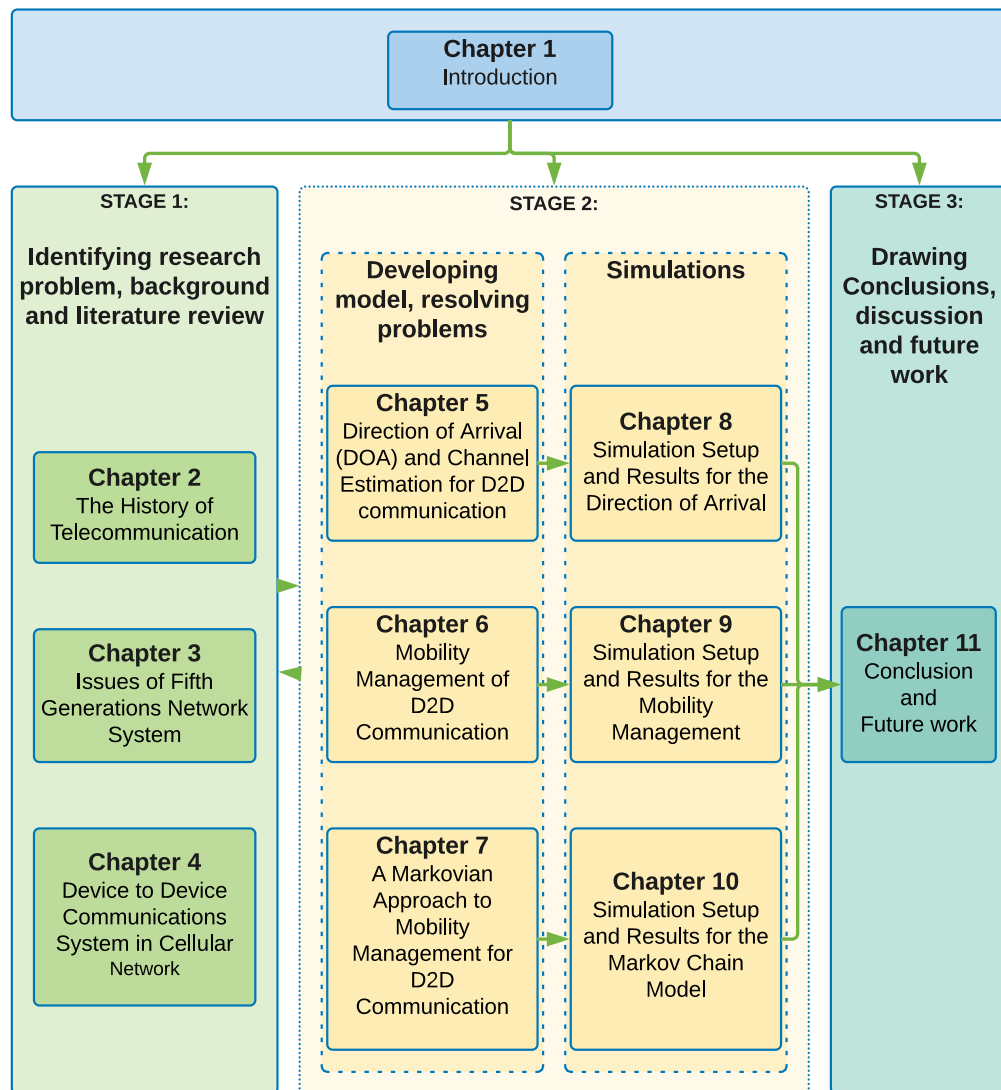 Chapter 1
Introduction
STAGE 1:
Identifying research
problem, background
and literature review
Chapter 2
The History of
Telecommunication
Chapter 3
Issues of Fifth
Generations Network
System
Chapter 4
Device to Device
Communications
System in Cellular
Network
STAGE 2:
Developing
model, resolving
problems
Chapter 5
Direction of Arrival
(DOA) and Channel
Estimation for D2D
communication
Chapter 6
Mobility
Management of
D2D
Communication
Chapter 7
A Markovian
Approach to
Mobility
Management for
D2D
Communication
Simulations
Chapter 8
Simulation Setup
and Results for the
Direction of Arrival
Chapter 9
Simulation Setup
and Results for the
Mobility
Management
Chapter 10
Simulation Setup
and Results for the
Markov Chain
Model
STAGE 3:
Drawing
Conclusions,
discussion
and future
work
Chapter 11
Conclusion
and
Future work